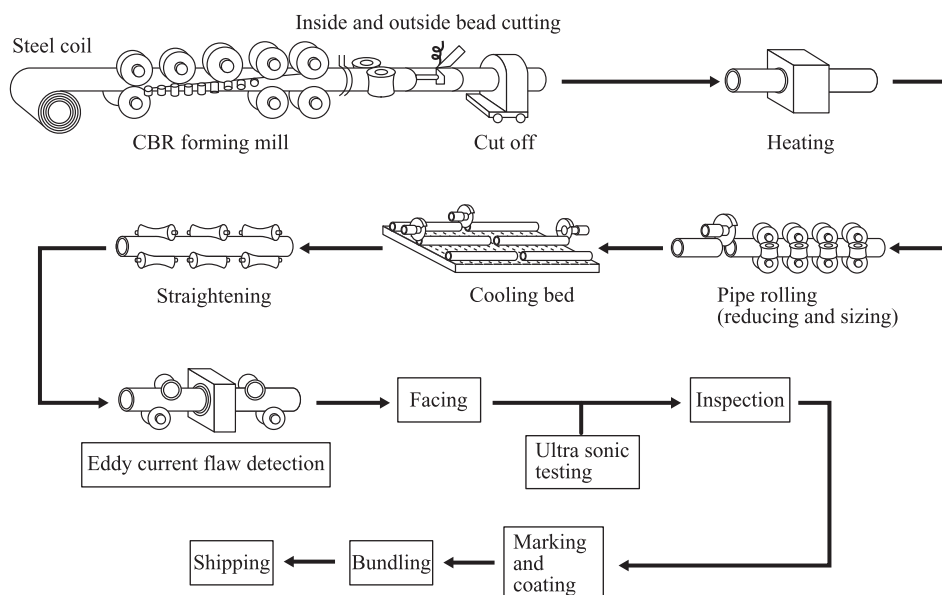 Inside and outside bead cutting
Steel coil
CBR forming mill
Cut off
Heating
Straightening
Cooling bed
Pipe rolling
(reducing and sizing)
Eddy current flaw detection
Facing
Ultra sonic
testing
Inspection
Shipping
Bundling
Marking
and
coating